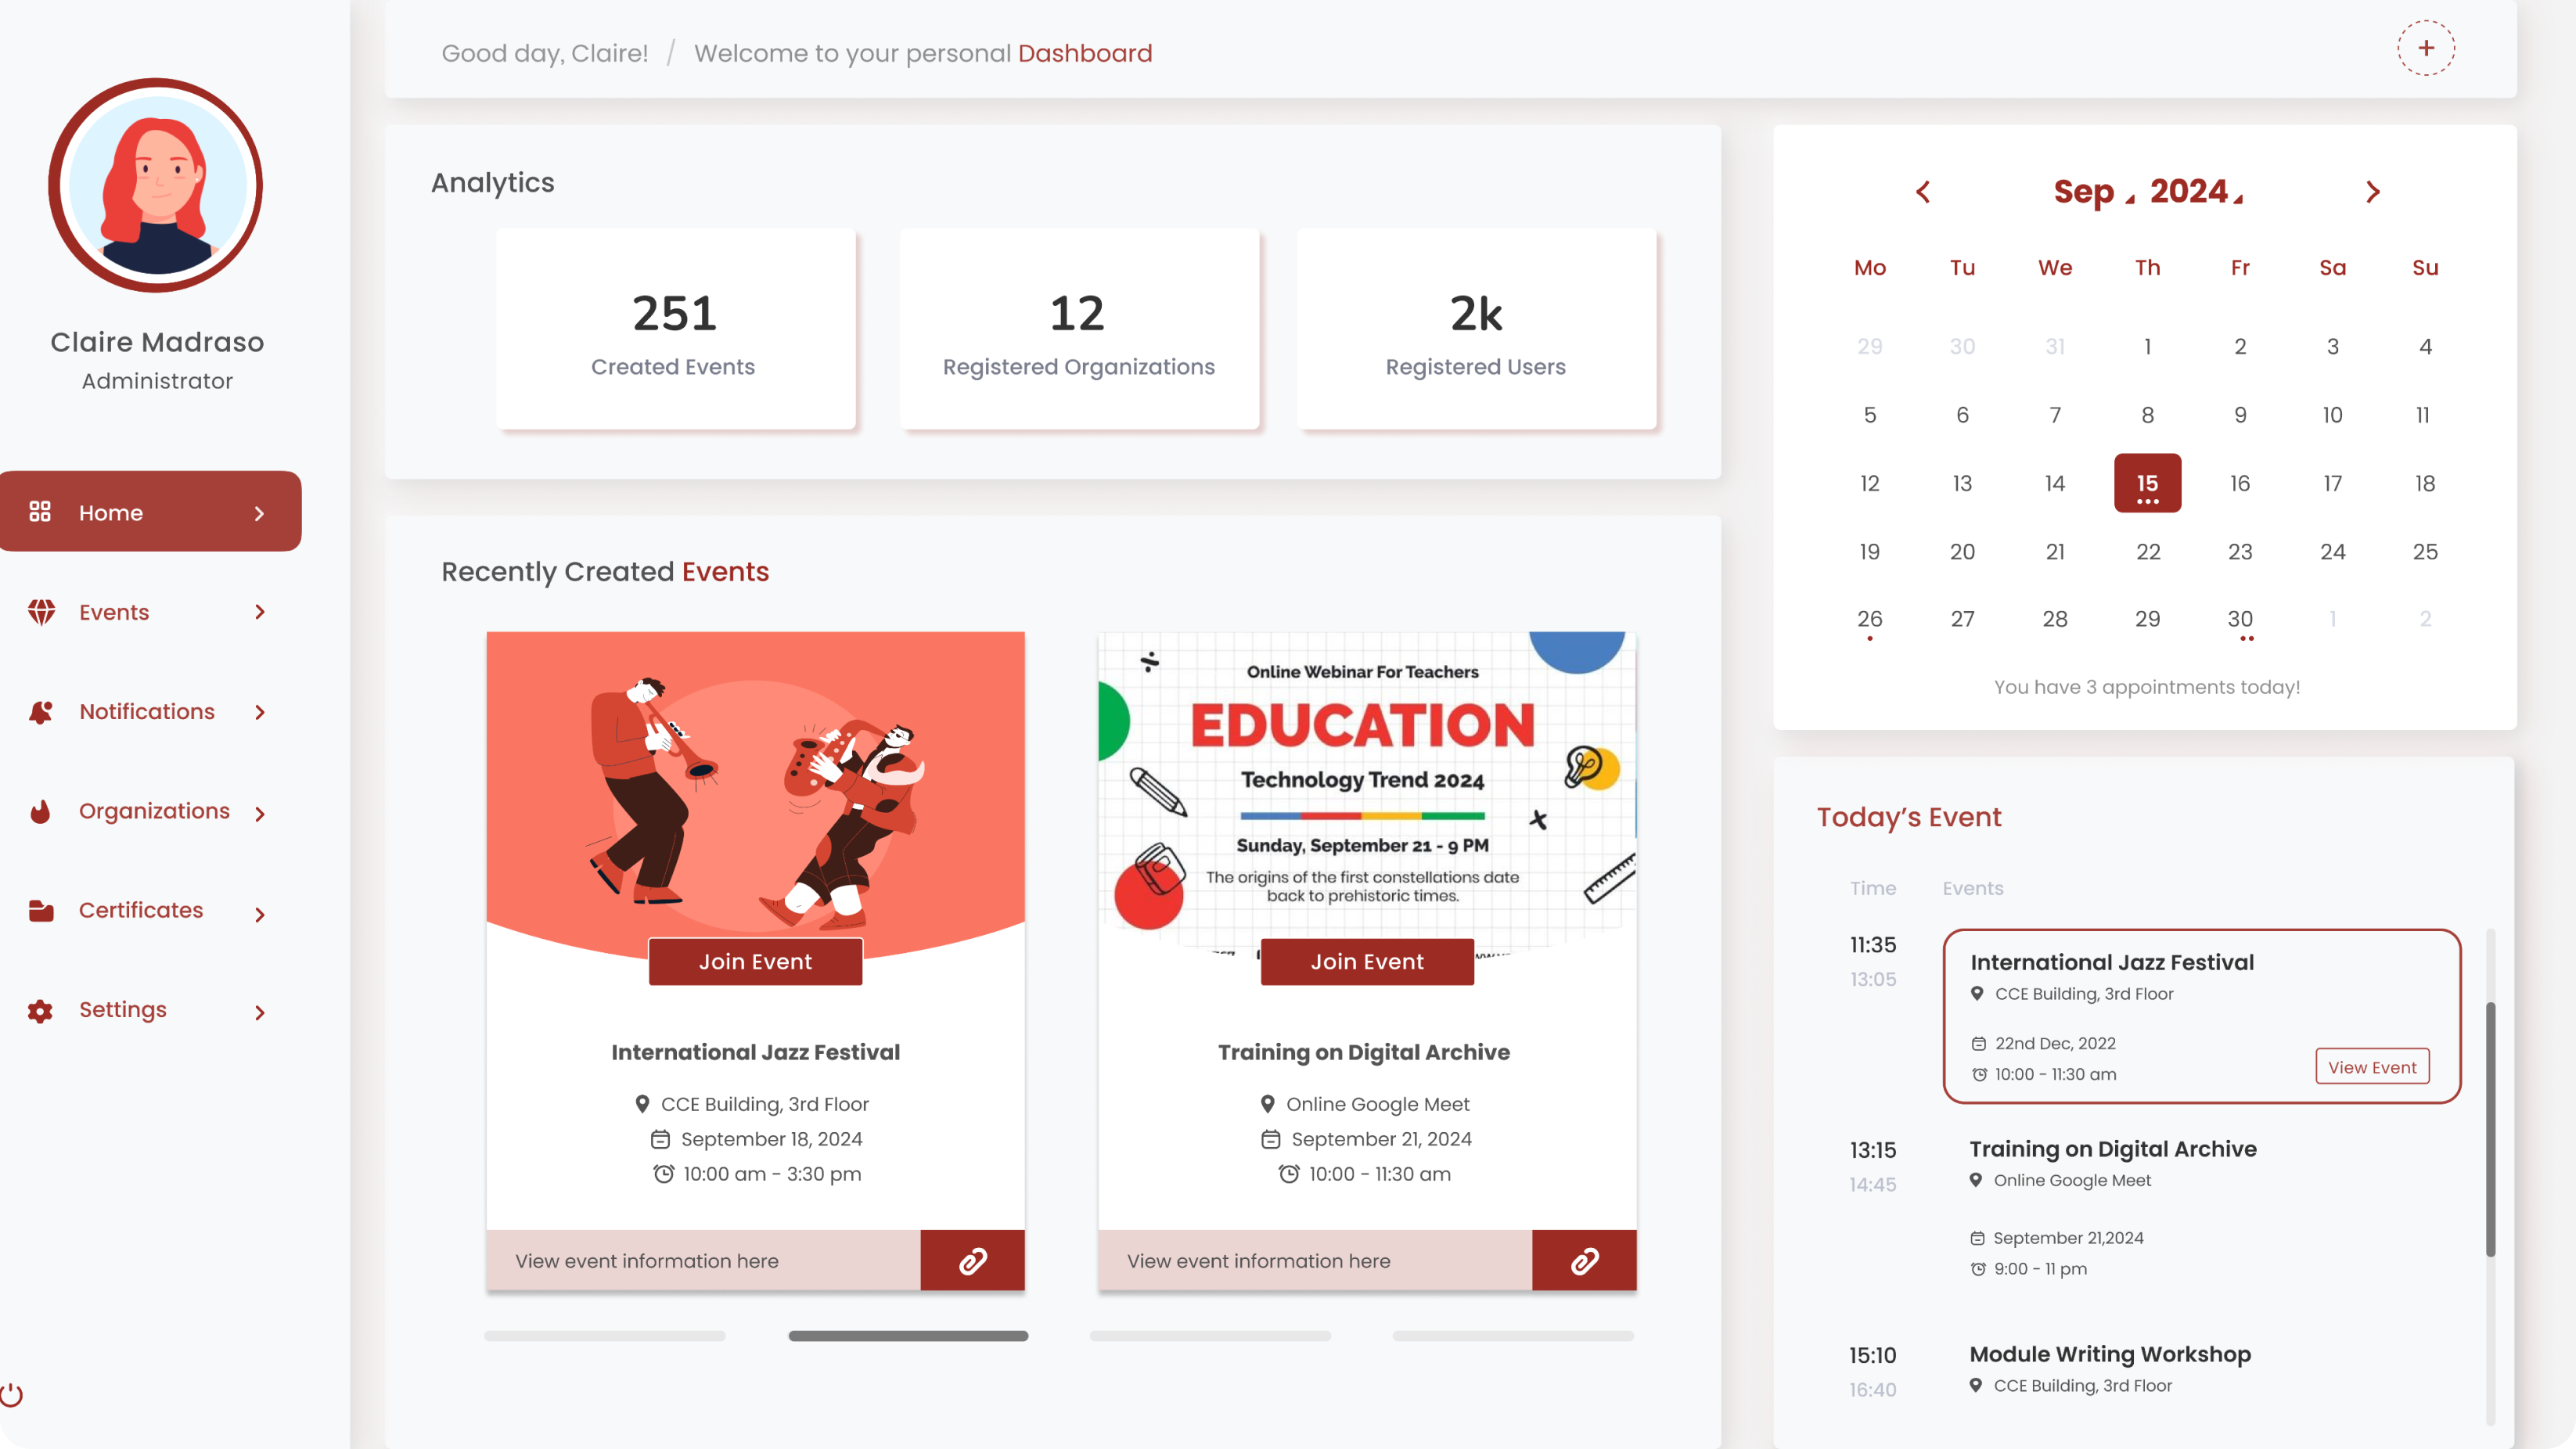 Claire Madraso
Administrator
Home
Events
Notifications
Organizations
Certificates
Settings
Good day, Claire! / Welcome to your personal Dashboard
+
Analytics
251
Created Events
12
Registered Organizations
2k
Registered Users
Recently Created Events
Join Event
International Jazz Festival
CCE Building, 3rd Floor
September 18, 2024
10:00 am - 3:30 pm
View event information here
Online Webinar For Teachers
EDUCATION
Technology Trend 2024
Sunday, September 21 - 9 PM
The origins of the first constellations date
back to prehistoric times.
Join Event
Training on Digital Archive
Online Google Meet
September 21, 2024
10:00 - 11:30 am
View event information here
Sep 2024
Mo Tu We Th Fr Sa Su
29 30 31 1 2 3 4
5 6 7 8 9 10 11
12 13 14 15 16 17 18
19 20 21 22 23 24 25
26 27 28 29 30 1 2
You have 3 appointments today!
Today’s Event
Time Events
11:35
13:05
International Jazz Festival
CCE Building, 3rd Floor
22nd Dec, 2022
10:00 - 11:30 am
View Event
13:15
14:45
Training on Digital Archive
Online Google Meet
September 21,2024
9:00 - 11 pm
15:10
16:40
Module Writing Workshop
CCE Building, 3rd Floor